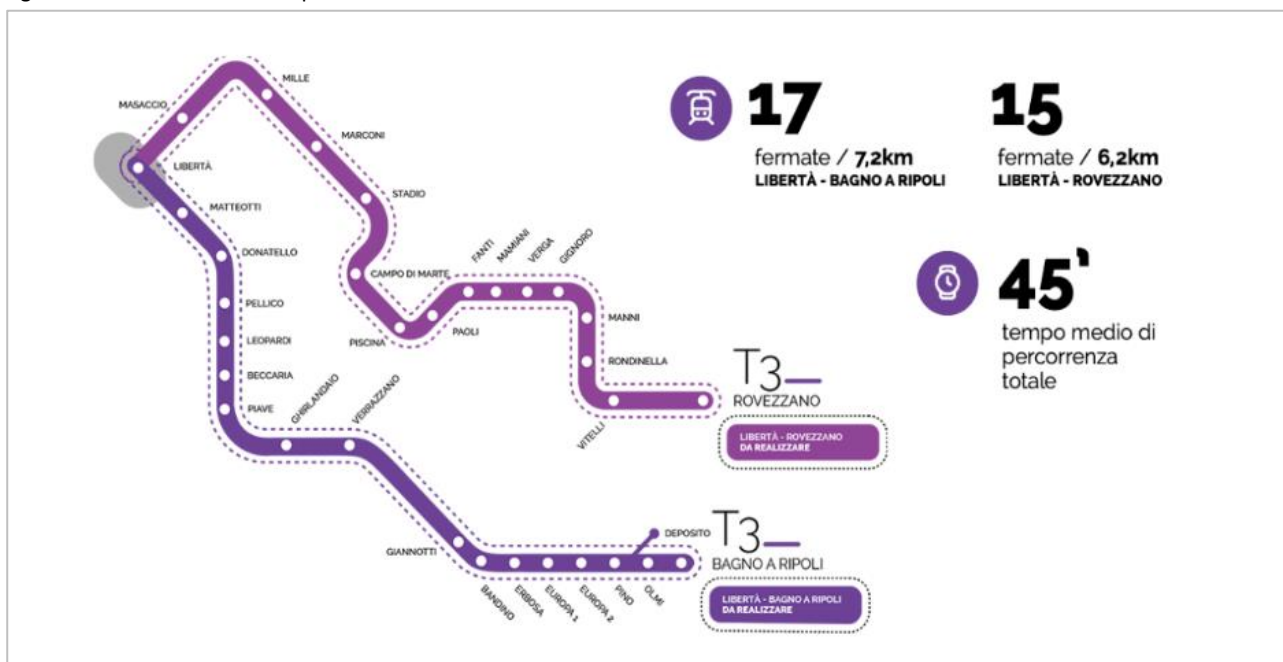 MILLE
MASACCIO
MARCONI
LIBERTÀ
STADIO
MATTEOTTI
DONATELLO
CAMPO DI MARTE
FANTI
MAMIANI
VERGA
GIGNORO
PELLICO
MANNI
LEOPARDI
PISCINA
PAOLI
RONDINELLA
BECCARIA
PIAVE
GHIRLANDAIO
VERRAZZANO
VITELLI
T3
ROVEZZANO
LIBERTÀ - ROVEZZANO
DA REALIZZARE
GIANNOTTI
BANDINO
ERBOSA
EUROPA 1
EUROPA 2
PINO
OLMI
DEPOSITO
T3
BAGNO A RIPOLI
LIBERTÀ - BAGNO A RIPOLI
DA REALIZZARE
17
fermate / 7,2km
LIBERTÀ - BAGNO A RIPOLI
15
fermate / 6,2km
LIBERTÀ - ROVEZZANO
45'
tempo medio di
percorrenza
totale